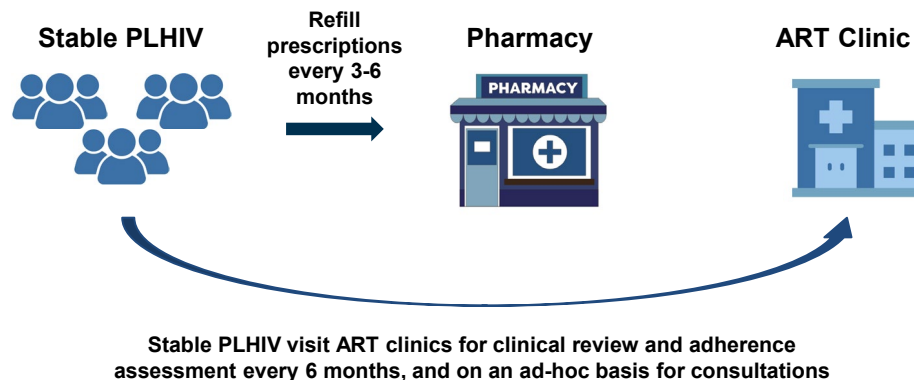 Stable PLHIV
Refill
prescriptions
every 3-6
months
Pharmacy
PHARMACY
ART Clinic
Stable PLHIV visit ART clinics for clinical review and adherence
assessment every 6 months, and on an ad-hoc basis for consultations